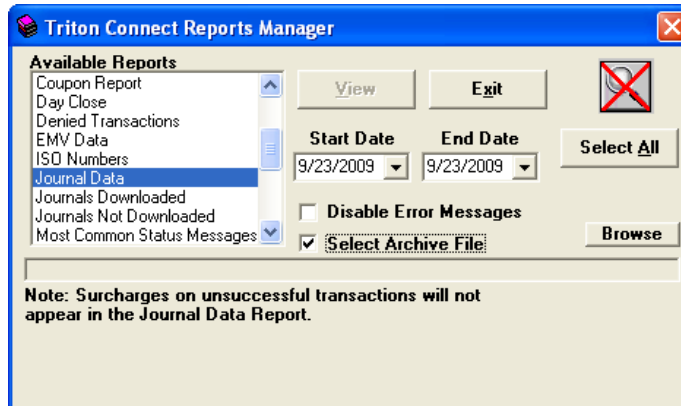 Triton Connect Reports Manager
Available Reports
Coupon Report
Day Close
Denied Transactions
EMV Data
ISO Numbers
Journal Data
Journals Downloaded
Journals Not Downloaded
Most Common Status Messages
View
Exit
Start Date
End Date
9/23/2009
9/23/2009
Select All
Disable Error Messages
Select Archive File
Browse
Note: Surcharges on unsuccessful transactions will not
appear in the Journal Data Report.